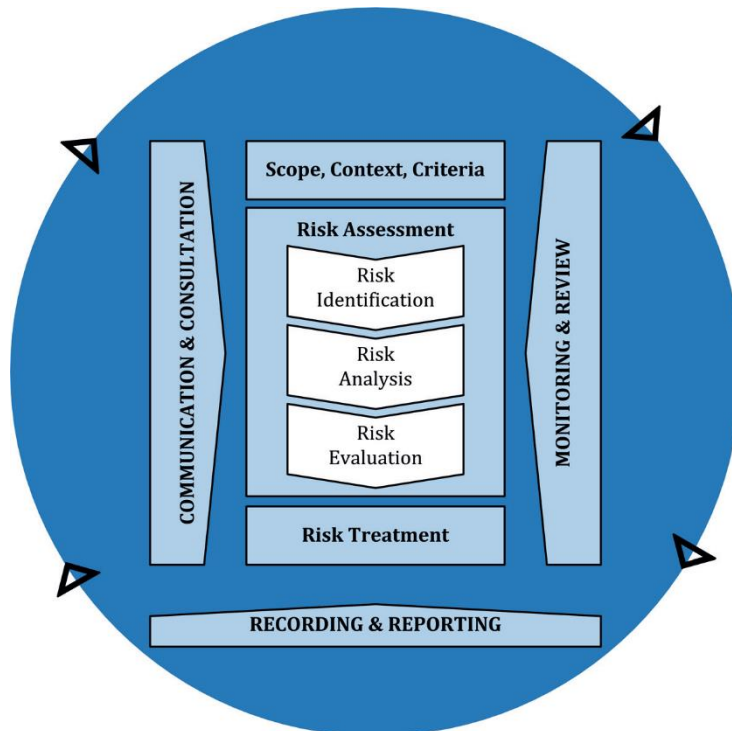 Scope, Context, Criteria
COMMUNICATION & CONSULTATION
Risk Assessment
Risk
Identification
Risk
Analysis
Risk
Evaluation
MONITORING & REVIEW
Risk Treatment
RECORDING & REPORTING